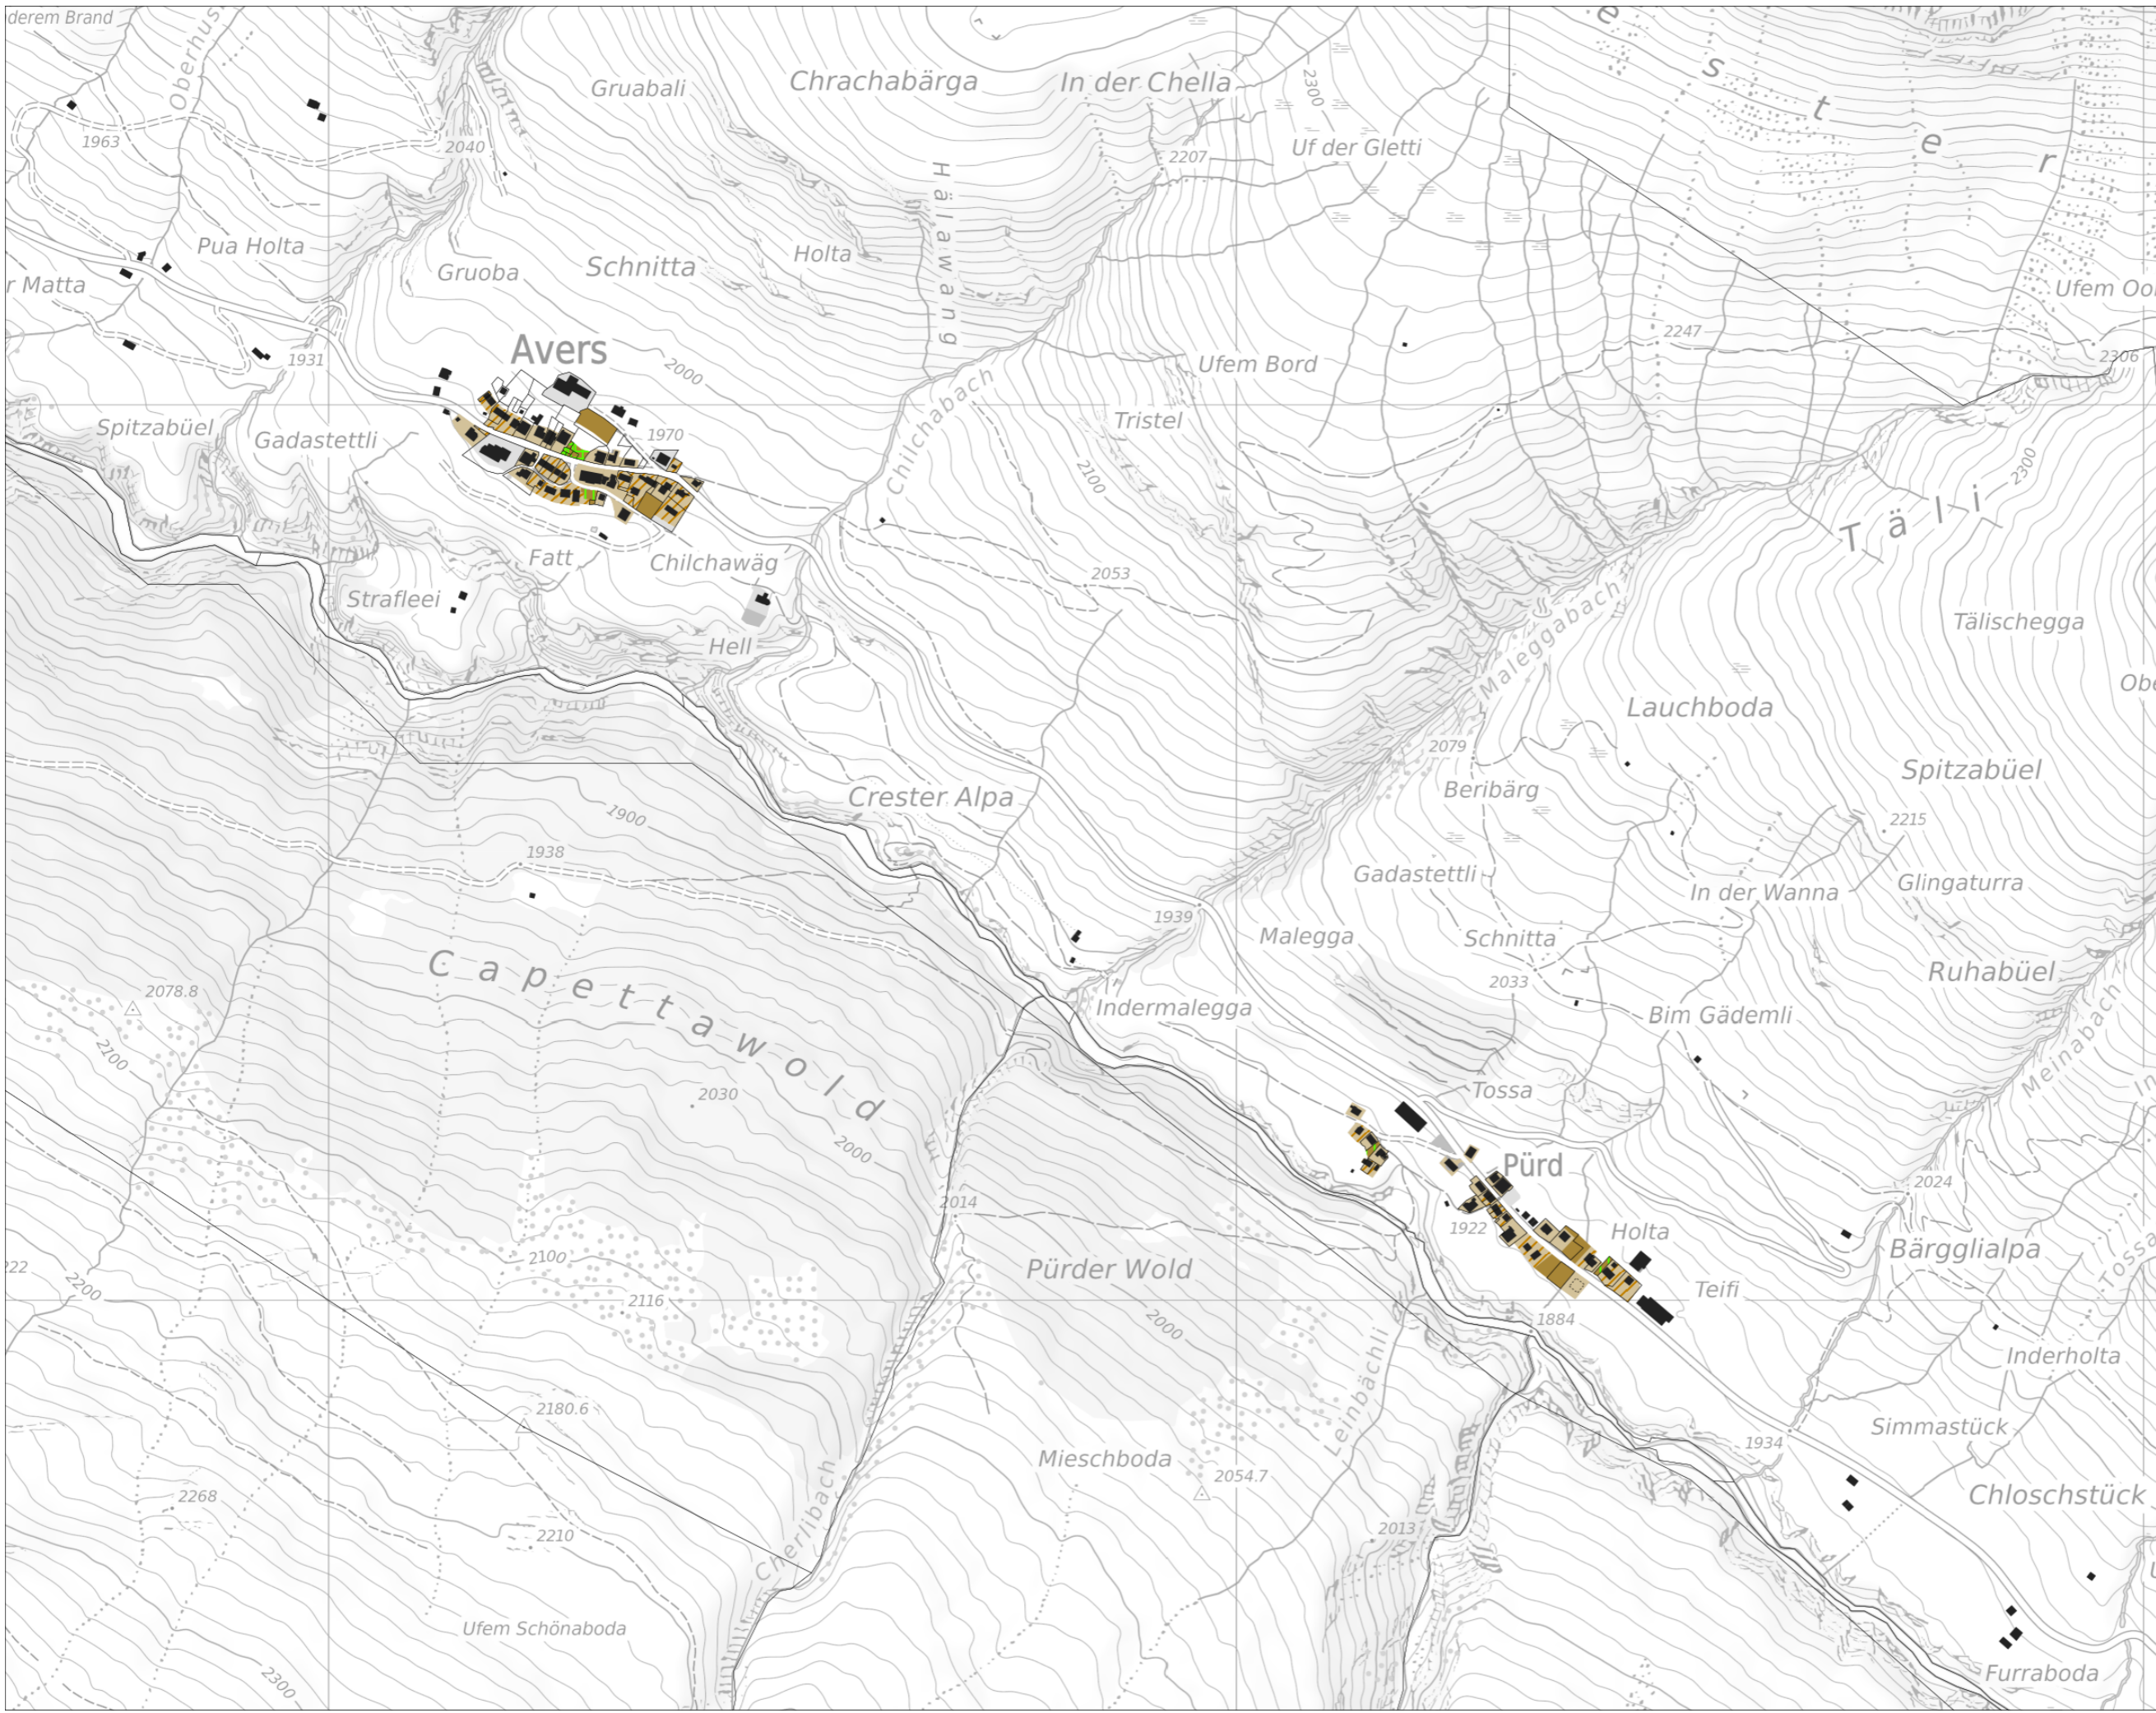 derem Brand
Gruabali
Chrachabärga
In der Chella
2300
s
t
e
r
1963
2040
2207
Uf der Gletti
Hälawang
Pua Holta
Gruoba
Schnitta
Holta
r Matta
Ufem Oo
1931
Avers
2000
Ufem Bord
2247
2306
Spitzabüel
Gadastettli
1970
Chilchabach
Tristel
2100
2300
Täli
Fatt
Chilchawäg
2053
Strafleei
Hell
Maleggabach
Tälischegga
Obe
Lauchboda
2079
Beribärg
Spitzabüel
Crester Alpa
1900
2215
1938
Gadastettli
In der Wanna
Glingaturra
1939
Malegga
Schnitta
Capettawold
2033
Ruhabüel
2078.8
Indermalegga
Bim Gädemli
Meinabach
2100
2030
Tossa
2000
Pürd
2024
2014
1922
Holta
Bärgglialpa
Tossa
2100
Pürder Wold
222
2200
2116
Teifi
2000
1884
Leinbächli
Inderholta
2180.6
Simmastück
Mieschboda
1934
2054.7
2268
Chloschstück
2210
2013
Cherlibach
Ufem Schönaboda
2300
Furraboda